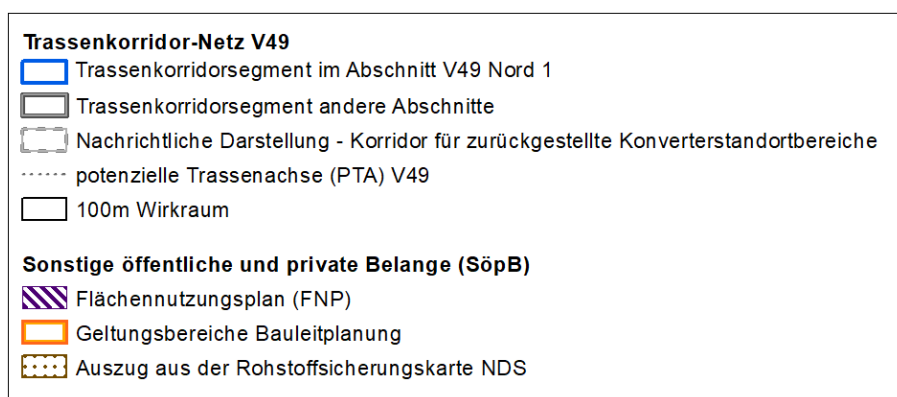 Trassenkorridor-Netz V49
Trassenkorridorsegment im Abschnitt V49 Nord 1
Trassenkorridorsegment andere Abschnitte
Nachrichtliche Darstellung - Korridor für zurückgestellte Konverterstandortbereiche
potenzielle Trassenachse (PTA) V49
100m Wirkraum
Sonstige öffentliche und private Belange (SöpB)
Flächennutzungsplan (FNP)
Geltungsbereiche Bauleitplanung
Auszug aus der Rohstoffsicherungskarte NDS